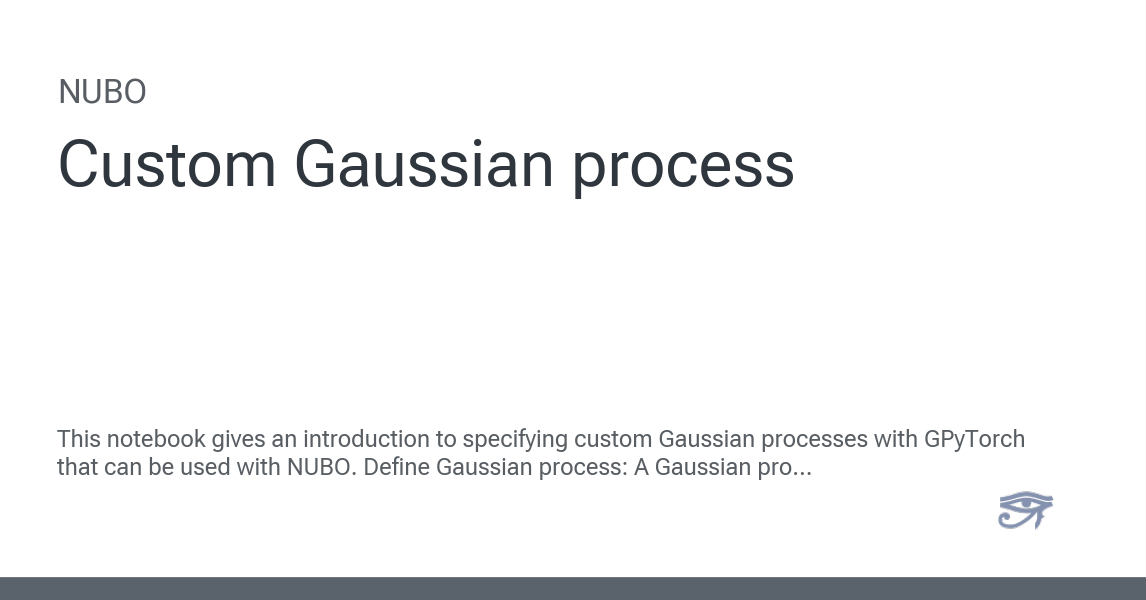 NUBO
Custom Gaussian process
This notebook gives an introduction to specifying custom Gaussian processes with GPyTorch
that can be used with NUBO. Define Gaussian process: A Gaussian pro...